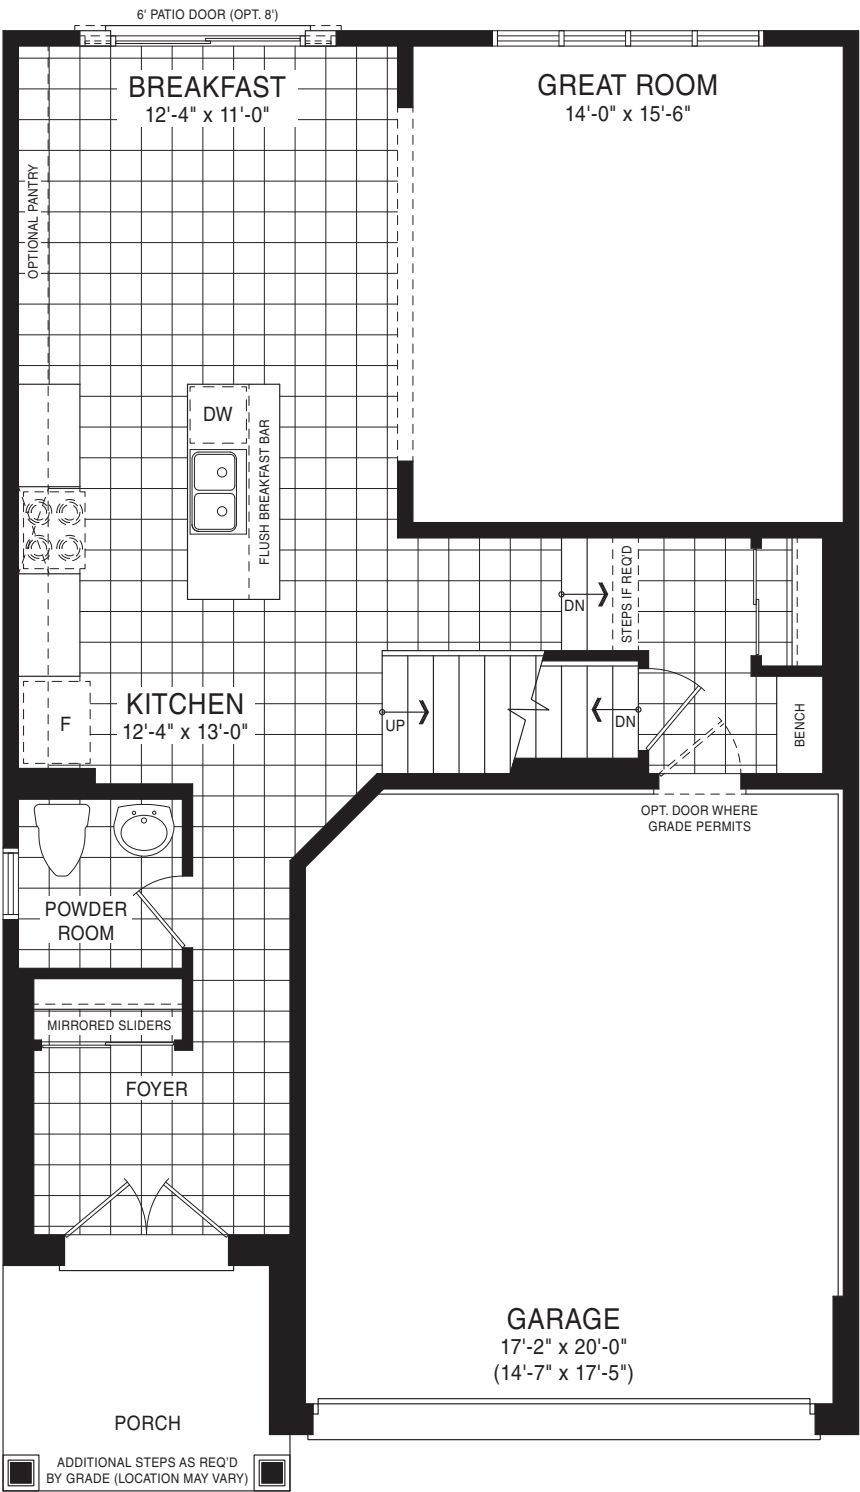 6' PATIO DOOR (OPT. 8')
BREAKFAST
12'-4" x 11'-0"
GREAT ROOM
14'-0" x 15'-6"
OPTIONAL PANTRY
DW
FLUSH BREAKFAST BAR
STEPS IF REQ'D
DN
F
KITCHEN
12'-4" x 13'-0"
UP
DN
BENCH
OPT. DOOR WHERE
GRADE PERMITS
POWDER
ROOM
MIRRORED SLIDERS
FOYER
GARAGE
17'-2" x 20'-0"
(14'-7" x 17'-5")
PORCH
ADDITIONAL STEPS AS REQ'D
BY GRADE (LOCATION MAY VARY)